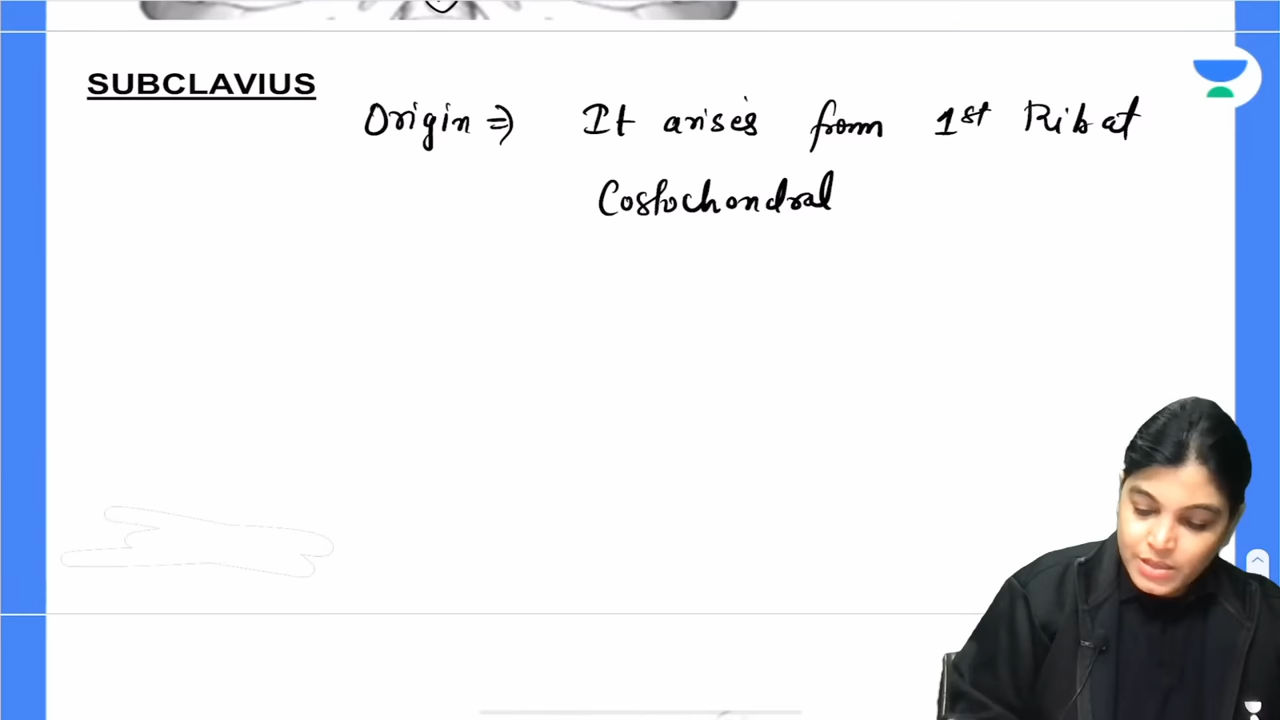 SUBCLAVIUS
Origin ⇒ It arises from 1st Rib at
Costochondral